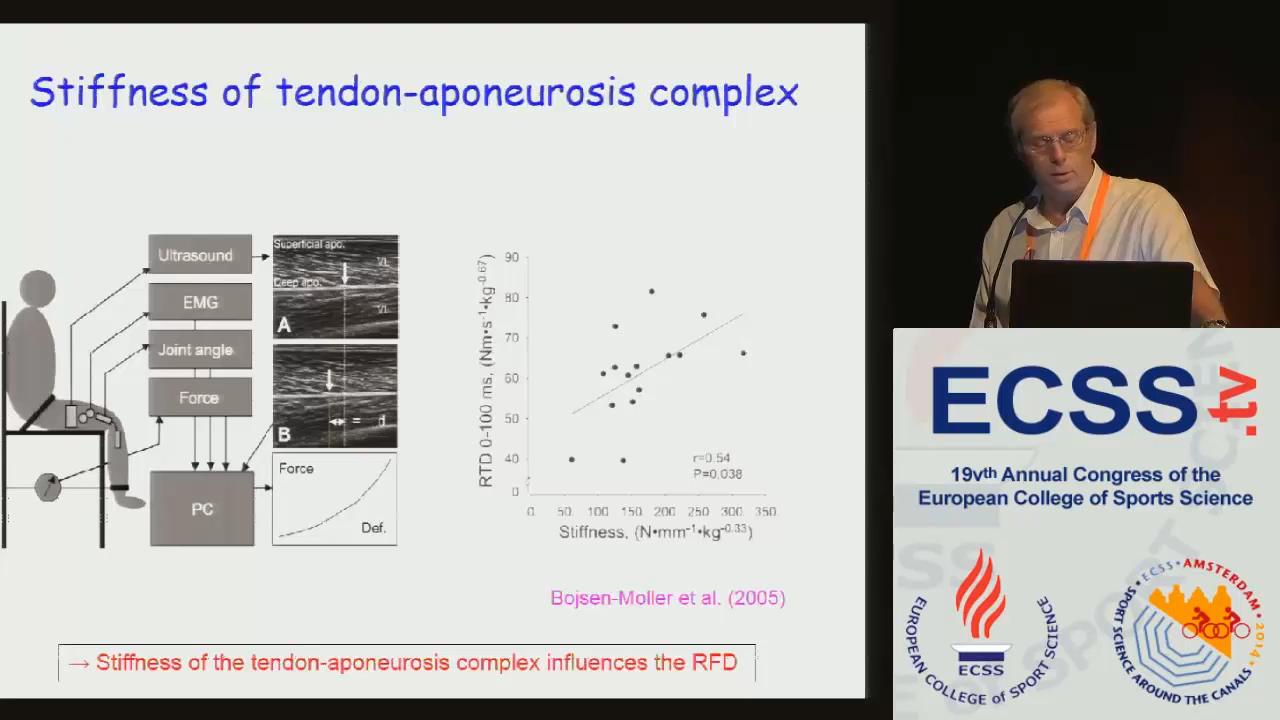 Stiffness of tendon-aponeurosis complex
Ultrasound
EMG
Joint angle
Force
PC
Superficial apo.
VL
Deep apo.
A
B
= d
Force
Def.
RTD 0-100 ms, (Nm•s⁻¹•kg⁻⁰·⁶⁷)
90
80
70
60
50
40
0
0 50 100 150 200 250 300 350
Stiffness, (N•mm⁻¹•kg⁻⁰·³³)
r=0.54
P=0.038
Bojsen-Moller et al. (2005)
→ Stiffness of the tendon-aponeurosis complex influences the RFD
ECSS.tv
19vth Annual Congress of the
European College of Sports Science
EUROPEAN COLLEGE OF SPORT SCIENCE
ECSS
ECSS • AMSTERDAM 2014
SPORT SCIENCE AROUND THE CANALS